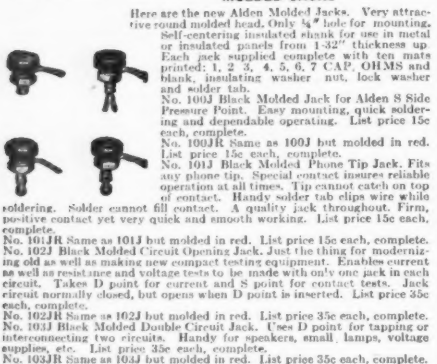 Here are the new Alden Molded Jacks. Very attrac-
tive round molded head. Only ¼" hole for mounting.
Self-centering insulated shank for use in metal
or insulated panels from 1-32" thickness up.
Each jack supplied complete with ten mats
printed: 1, 2 3, 4, 5, 6, 7 CAP, OHMS and
blank, insulating washer nut, lock washer
and solder tab.
No. 100J Black Molded Jack for Alden S Side
Pressure Point. Easy mounting, quick solder-
ing and dependable operating. List price 15c
each, complete.
No. 100JR Same as 100J but molded in red.
List price 15c each, complete.
No. 101J Black Molded Phone Tip Jack. Fits
any phone tip. Special contact insures reliable
operation at all times. Tip cannot catch on top
of contact. Handy solder tab clips wire while
soldering. Solder cannot fill contact. A quality jack throughout. Firm,
positive contact yet very quick and smooth working. List price 15c each,
complete.
No. 101JR Same as 101J but molded in red. List price 15c each, complete.
No. 102J Black Molded Circuit Opening Jack. Just the thing for moderniz-
ing old as well as making new compact testing equipment. Enables current
as well as resistance and voltage tests to be made with only one jack in each
circuit. Takes D point for current and S point for contact tests. Jack
circuit normally closed, but opens when D point is inserted. List price 35c
each, complete.
No. 102JR Same as 102J but molded in red. List price 35c each, complete.
No. 103J Black Molded Double Circuit Jack. Uses D point for tapping or
interconnecting two circuits. Handy for speakers, small lamps, voltage
supplies, etc. List price 35c each, complete.
No. 103JR Same as 103J but molded in red. List price 35c each, complete.